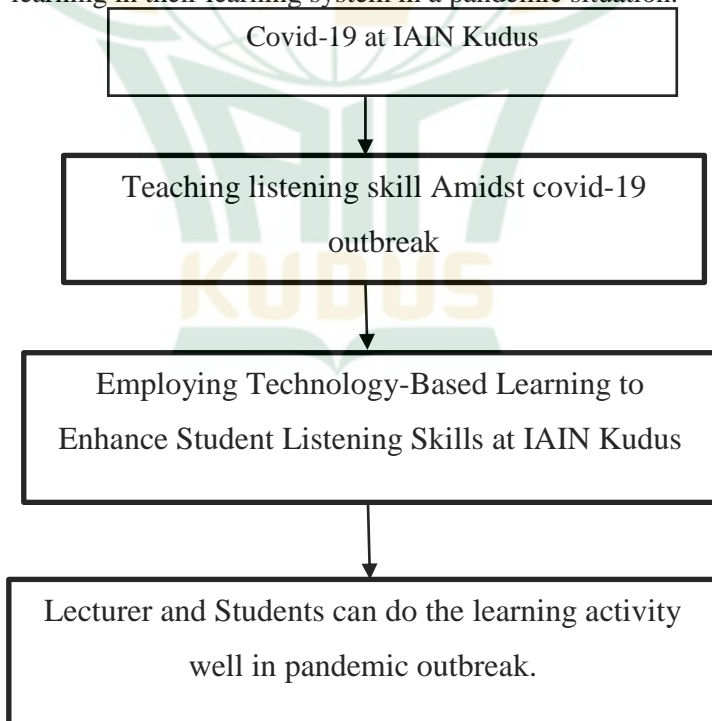 learning in their learning system in a pandemic situation.
Covid-19 at IAIN Kudus
Teaching listening skill Amidst covid-19
outbreak
KUDUS
Employing Technology-Based Learning to
Enhance Student Listening Skills at IAIN Kudus
Lecturer and Students can do the learning activity
well in pandemic outbreak.